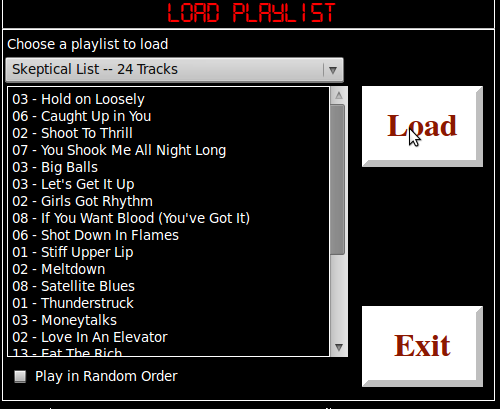 LOAD PLAYLIST
Choose a playlist to load
Skeptical List -- 24 Tracks
03 - Hold on Loosely
06 - Caught Up in You
02 - Shoot To Thrill
07 - You Shook Me All Night Long
03 - Big Balls
03 - Let's Get It Up
02 - Girls Got Rhythm
08 - If You Want Blood (You've Got It)
06 - Shot Down In Flames
01 - Stiff Upper Lip
02 - Meltdown
08 - Satellite Blues
01 - Thunderstruck
03 - Moneytalks
02 - Love In An Elevator
13 - Eat The Rich
Load
Exit
Play in Random Order